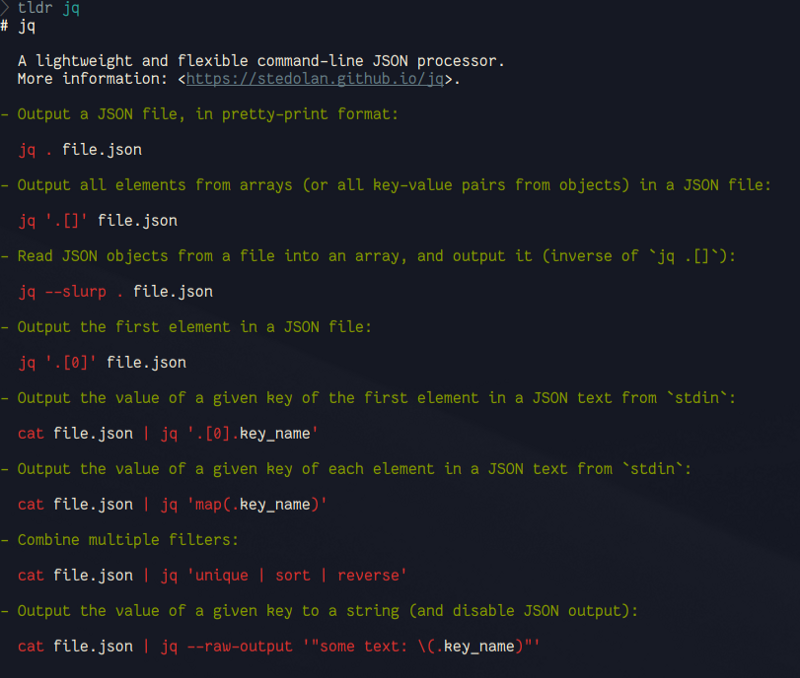 > tldr jq
# jq
A lightweight and flexible command-line JSON processor.
More information: <https://stedolan.github.io/jq>.
- Output a JSON file, in pretty-print format:
jq . file.json
- Output all elements from arrays (or all key-value pairs from objects) in a JSON file:
jq '.[]' file.json
- Read JSON objects from a file into an array, and output it (inverse of `jq .[]`):
jq --slurp . file.json
- Output the first element in a JSON file:
jq '.[0]' file.json
- Output the value of a given key of the first element in a JSON text from `stdin`:
cat file.json | jq '.[0].key_name'
- Output the value of a given key of each element in a JSON text from `stdin`:
cat file.json | jq 'map(.key_name)'
- Combine multiple filters:
cat file.json | jq 'unique | sort | reverse'
- Output the value of a given key to a string (and disable JSON output):
cat file.json | jq --raw-output '"some text: \(.key_name)"'